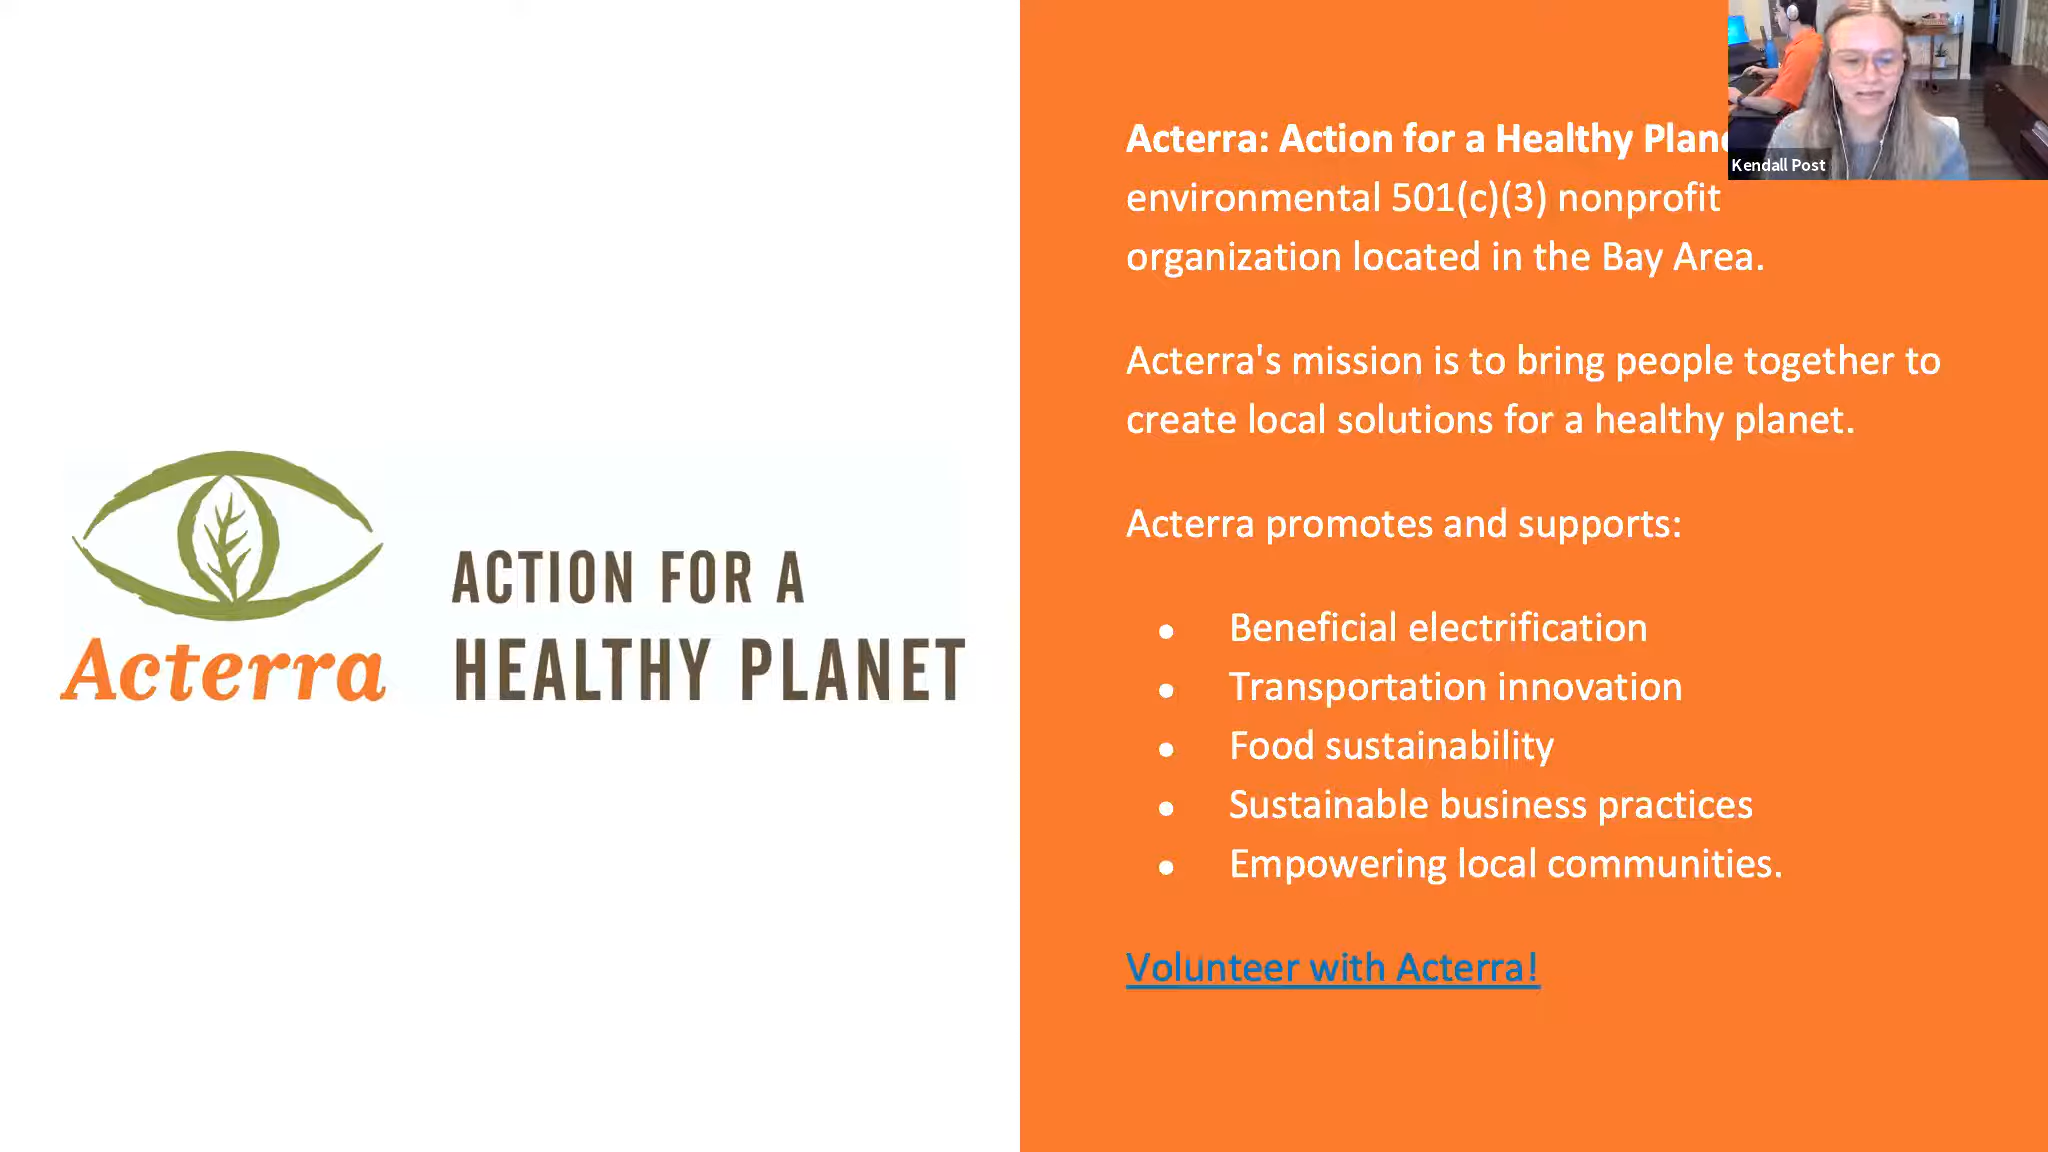 Acterra
ACTION FOR A
HEALTHY PLANET
Acterra: Action for a Healthy
environmental 501(c)(3) nonprofit
organization located in the Bay Area.
Acterra's mission is to bring people together to
create local solutions for a healthy planet.
Acterra promotes and supports:
● Beneficial electrification
● Transportation innovation
● Food sustainability
● Sustainable business practices
● Empowering local communities.
Volunteer with Acterra!
Kendall Post